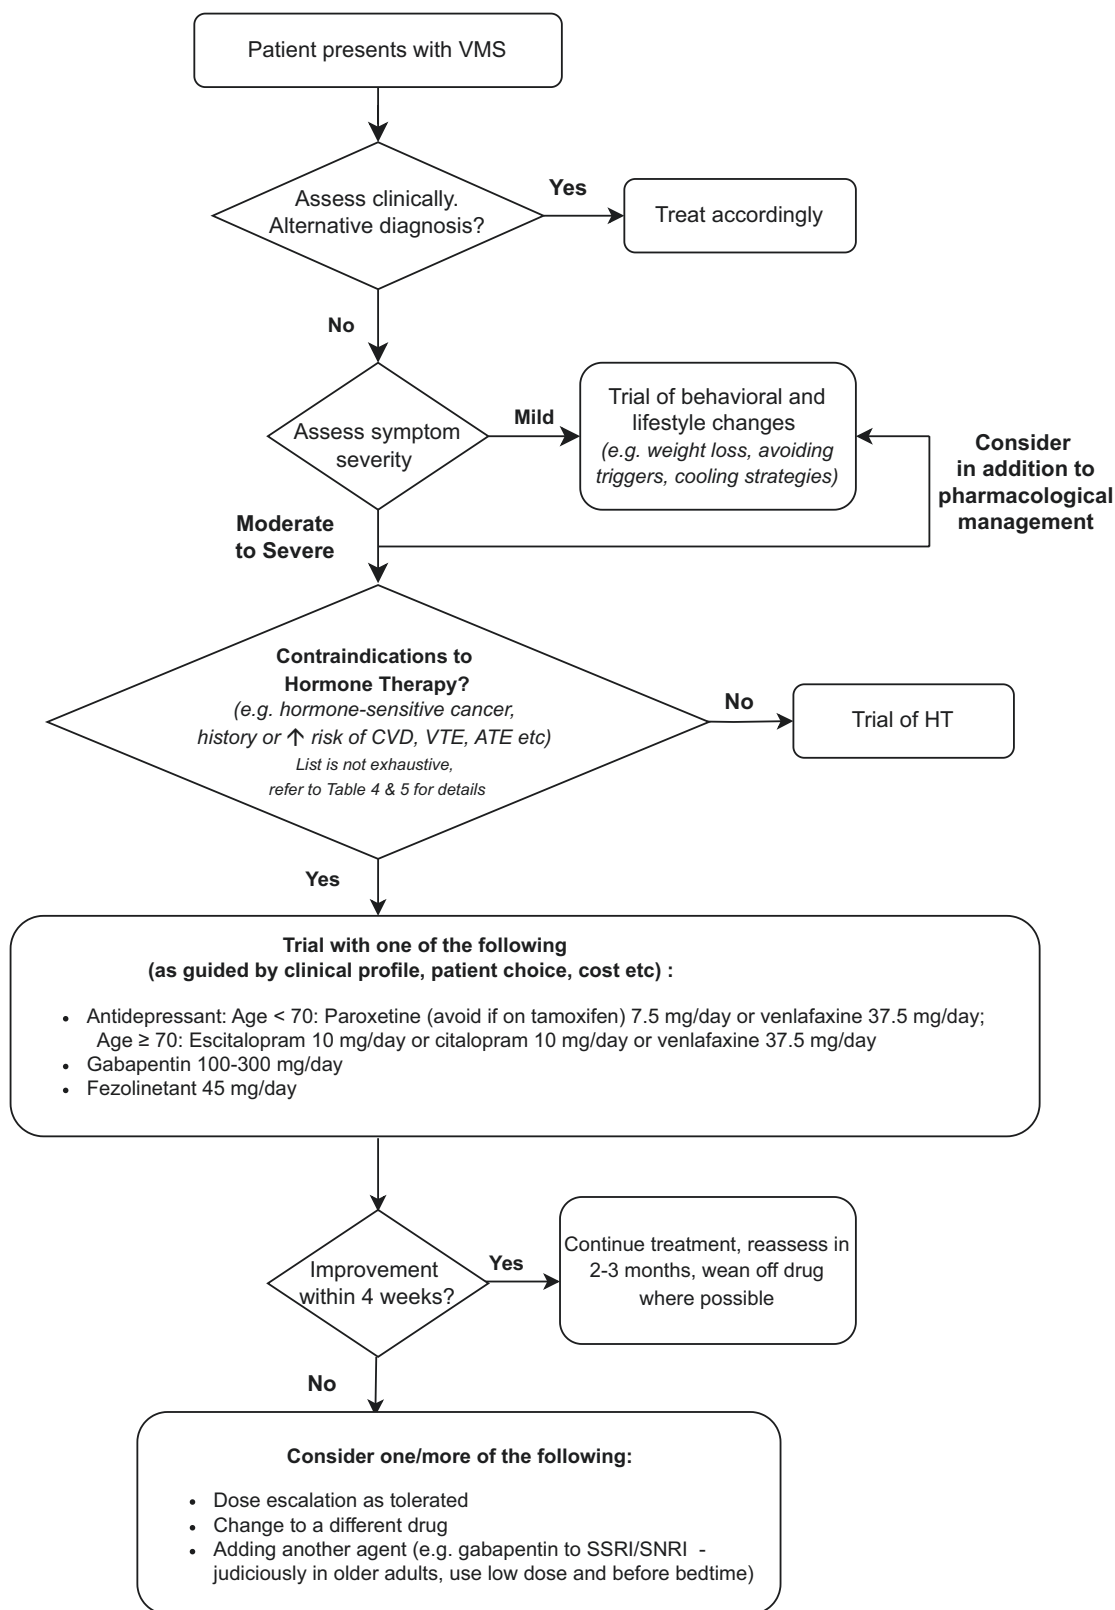 Patient presents with VMS
Assess clinically.
Alternative diagnosis?
Yes
Treat accordingly
No
Assess symptom
severity
Mild
Trial of behavioral and
lifestyle changes
(e.g. weight loss, avoiding
triggers, cooling strategies)
Consider
in addition to
pharmacological
management
Moderate
to Severe
Contraindications to
Hormone Therapy?
(e.g. hormone-sensitive cancer,
history or ↑ risk of CVD, VTE, ATE etc)
List is not exhaustive,
refer to Table 4 & 5 for details
No
Trial of HT
Yes
Trial with one of the following
(as guided by clinical profile, patient choice, cost etc) :
• Antidepressant: Age < 70: Paroxetine (avoid if on tamoxifen) 7.5 mg/day or venlafaxine 37.5 mg/day;
Age ≥ 70: Escitalopram 10 mg/day or citalopram 10 mg/day or venlafaxine 37.5 mg/day
• Gabapentin 100-300 mg/day
• Fezolinetant 45 mg/day
Improvement
within 4 weeks?
Yes
Continue treatment, reassess in
2-3 months, wean off drug
where possible
No
Consider one/more of the following:
• Dose escalation as tolerated
• Change to a different drug
• Adding another agent (e.g. gabapentin to SSRI/SNRI -
judiciously in older adults, use low dose and before bedtime)